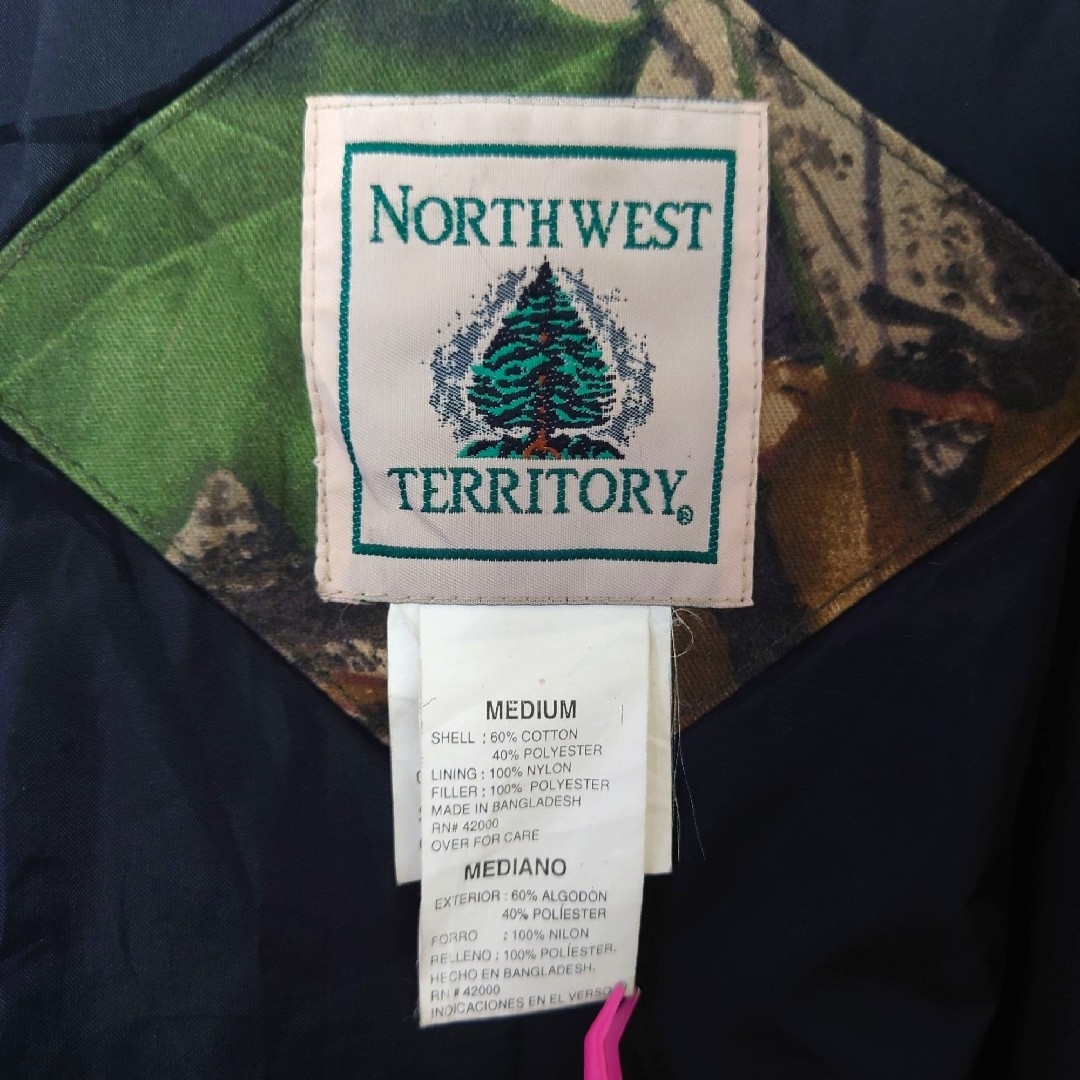 NORTHWEST
TERRITORY®
MEDIUM
SHELL : 60% COTTON
40% POLYESTER
LINING : 100% NYLON
FILLER : 100% POLYESTER
MADE IN BANGLADESH
RN# 42000
OVER FOR CARE
MEDIANO
EXTERIOR : 60% ALGODÓN
40% POLÍESTER
FORRO : 100% NILON
RELLENO : 100% POLÍESTER.
HECHO EN BANGLADESH.
RN # 42000
INDICACIONES EN EL VERSO